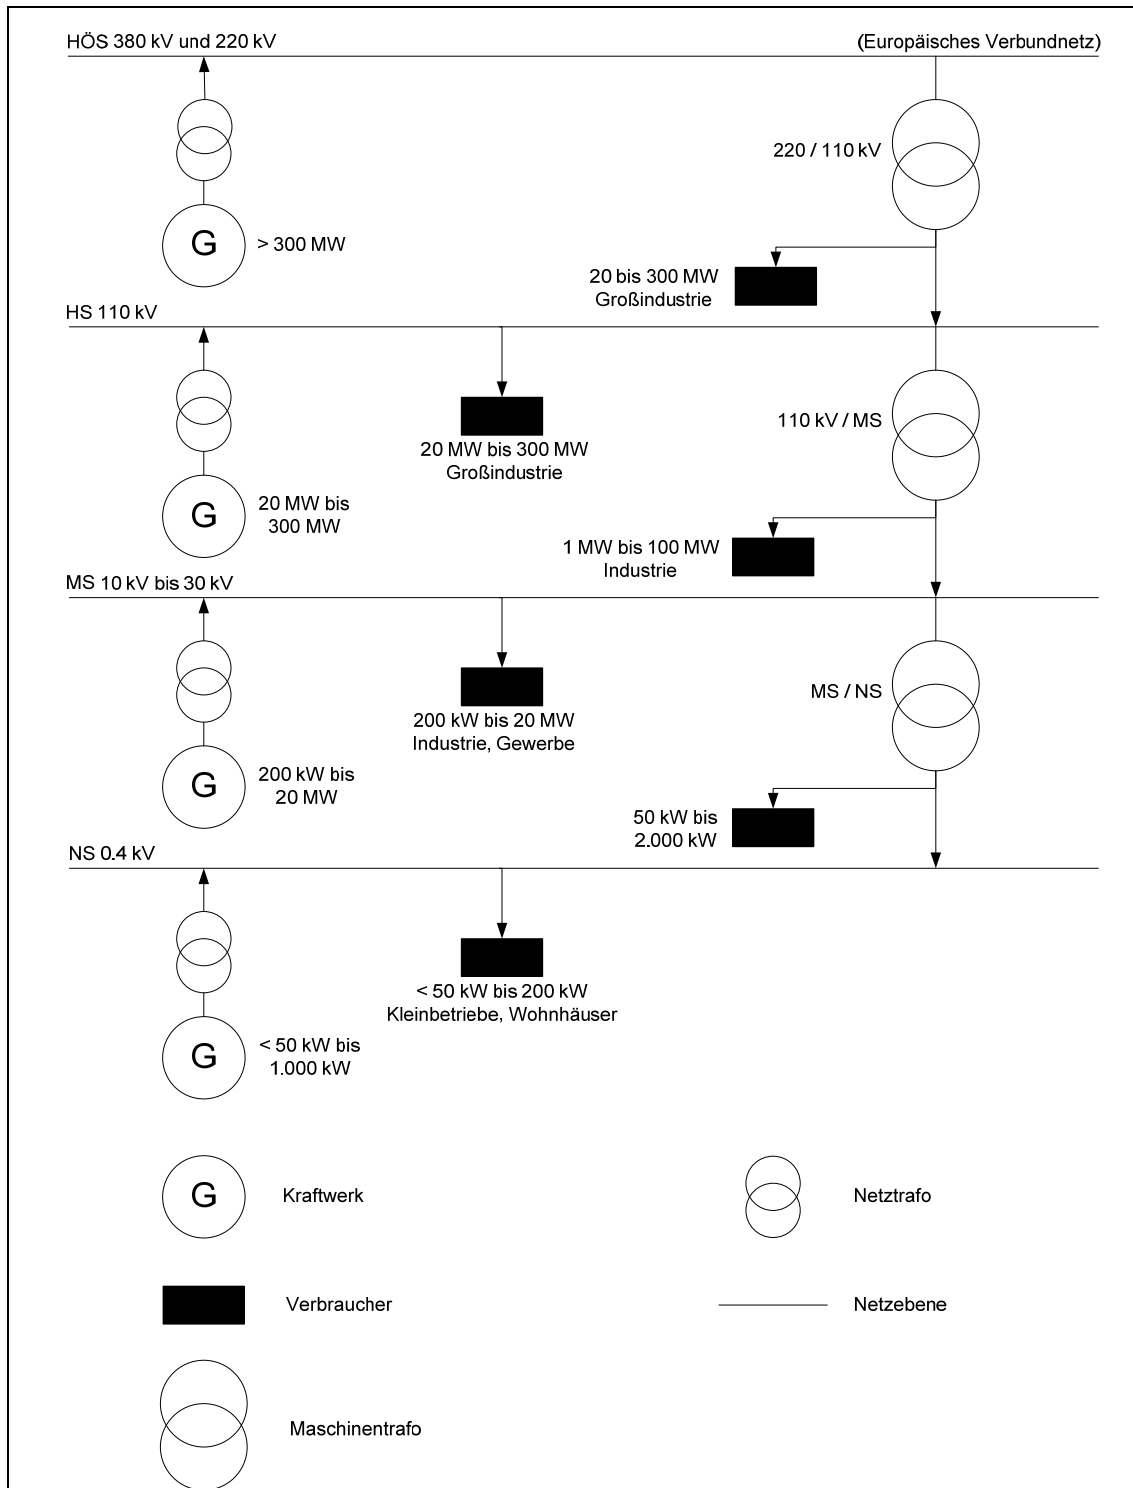 HÖS 380 kV und 220 kV
(Europäisches Verbundnetz)
220 / 110 kV
G
> 300 MW
20 bis 300 MW
Großindustrie
HS 110 kV
110 kV / MS
20 MW bis 300 MW
Großindustrie
G
20 MW bis
300 MW
1 MW bis 100 MW
Industrie
MS 10 kV bis 30 kV
MS / NS
200 kW bis 20 MW
Industrie, Gewerbe
G
200 kW bis
20 MW
50 kW bis
2.000 kW
NS 0.4 kV
< 50 kW bis 200 kW
Kleinbetriebe, Wohnhäuser
G
< 50 kW bis
1.000 kW
G
Kraftwerk
Netztrafo
Verbraucher
Netzebene
Maschinentrafo